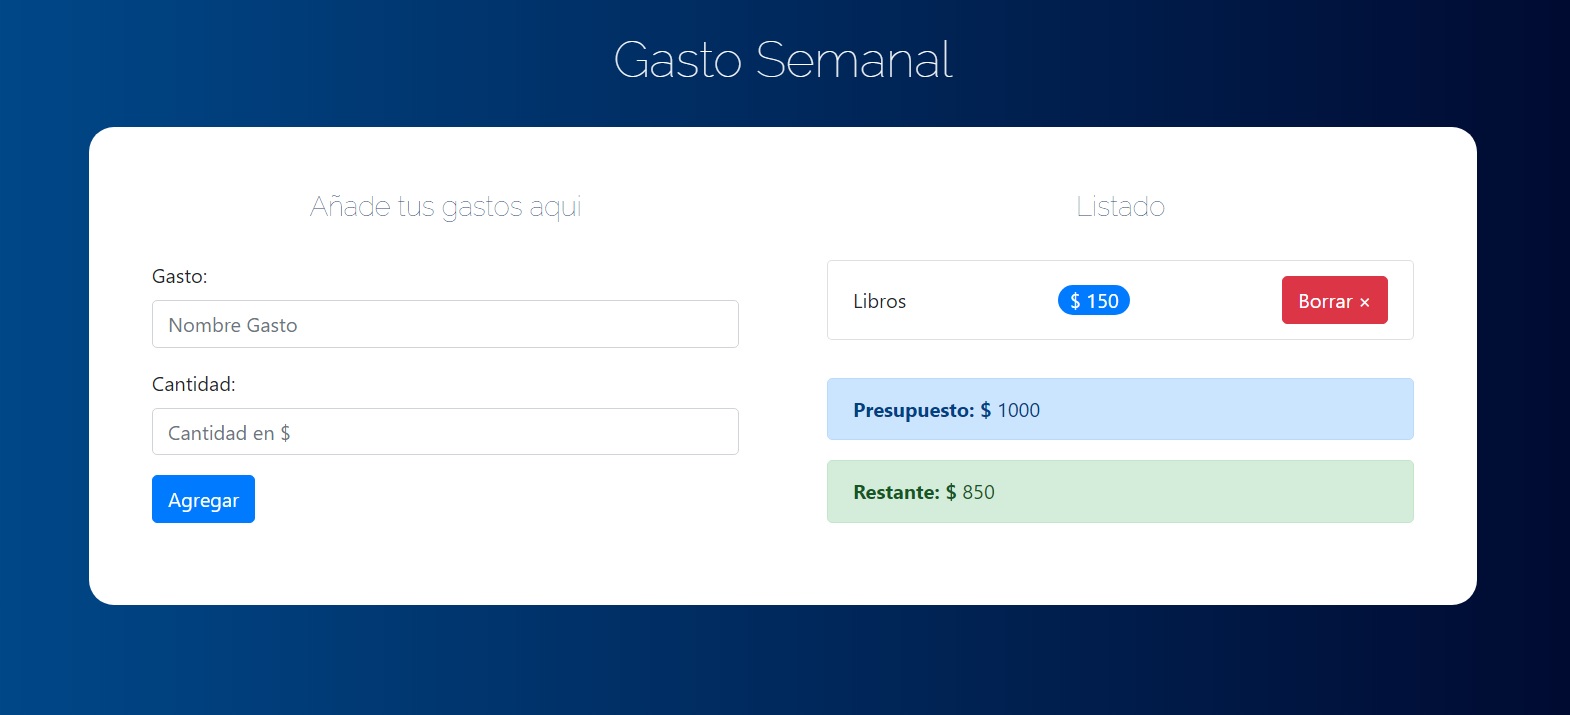 Gasto Semanal
Añade tus gastos aqui
Gasto:
Nombre Gasto
Cantidad:
Cantidad en $
Agregar
Listado
Libros $ 150 Borrar ×
Presupuesto: $ 1000
Restante: $ 850